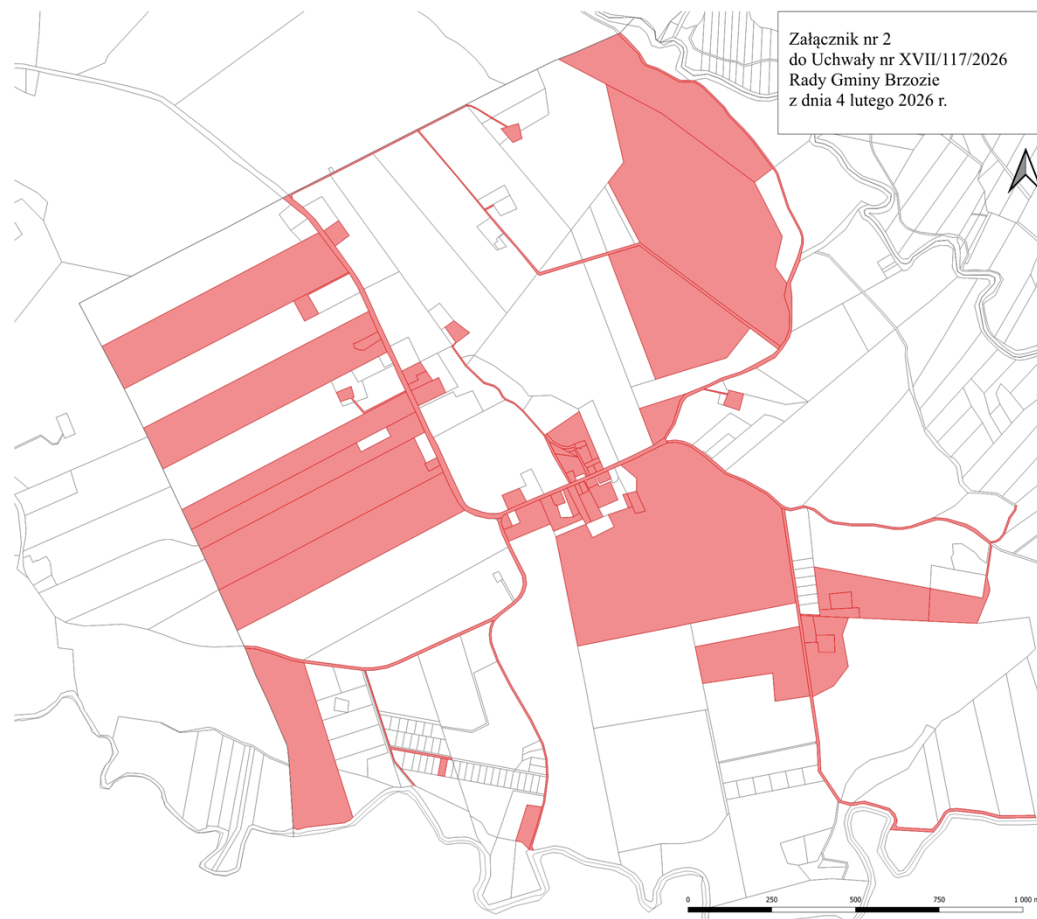 Załącznik nr 2
do Uchwały nr XVII/117/2026
Rady Gminy Brzozie
z dnia 4 lutego 2026 r.
0 250 500 750 1 000 m